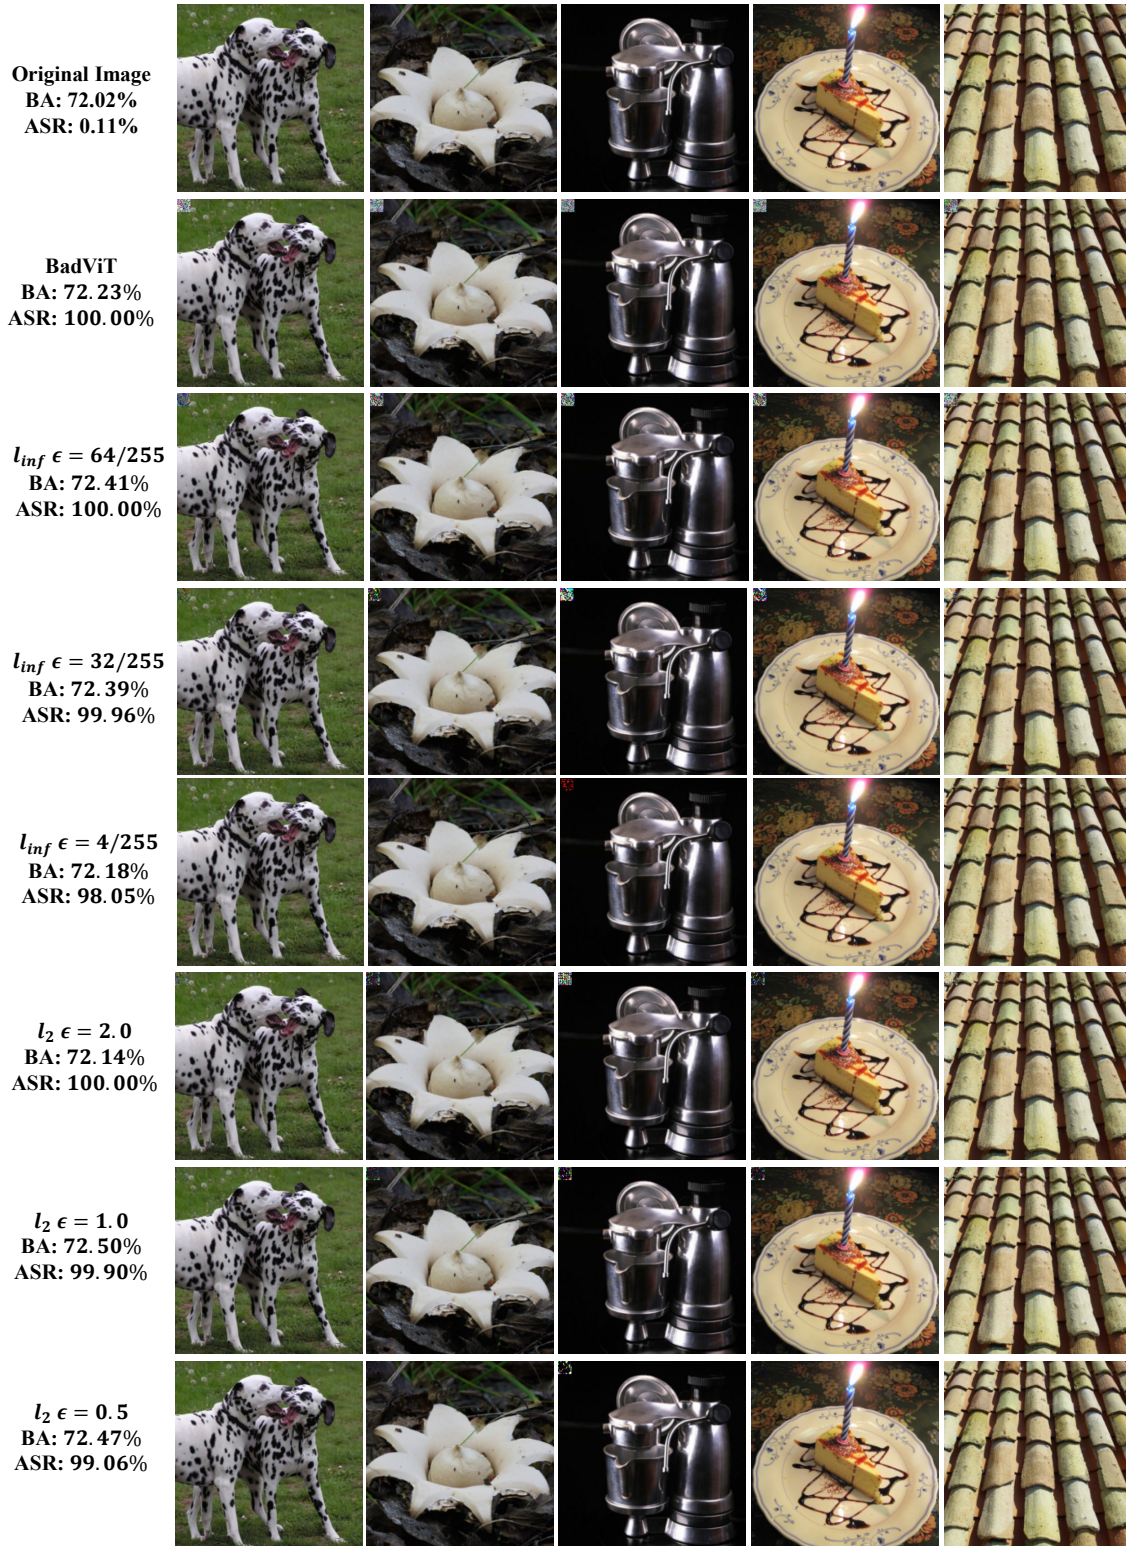 Original Image
BA: 72.02%
ASR: 0.11%
BadViT
BA: 72.23%
ASR: 100.00%
l_inf ϵ = 64/255
BA: 72.41%
ASR: 100.00%
l_inf ϵ = 32/255
BA: 72.39%
ASR: 99.96%
l_inf ϵ = 4/255
BA: 72.18%
ASR: 98.05%
l_2 ϵ = 2.0
BA: 72.14%
ASR: 100.00%
l_2 ϵ = 1.0
BA: 72.50%
ASR: 99.90%
l_2 ϵ = 0.5
BA: 72.47%
ASR: 99.06%